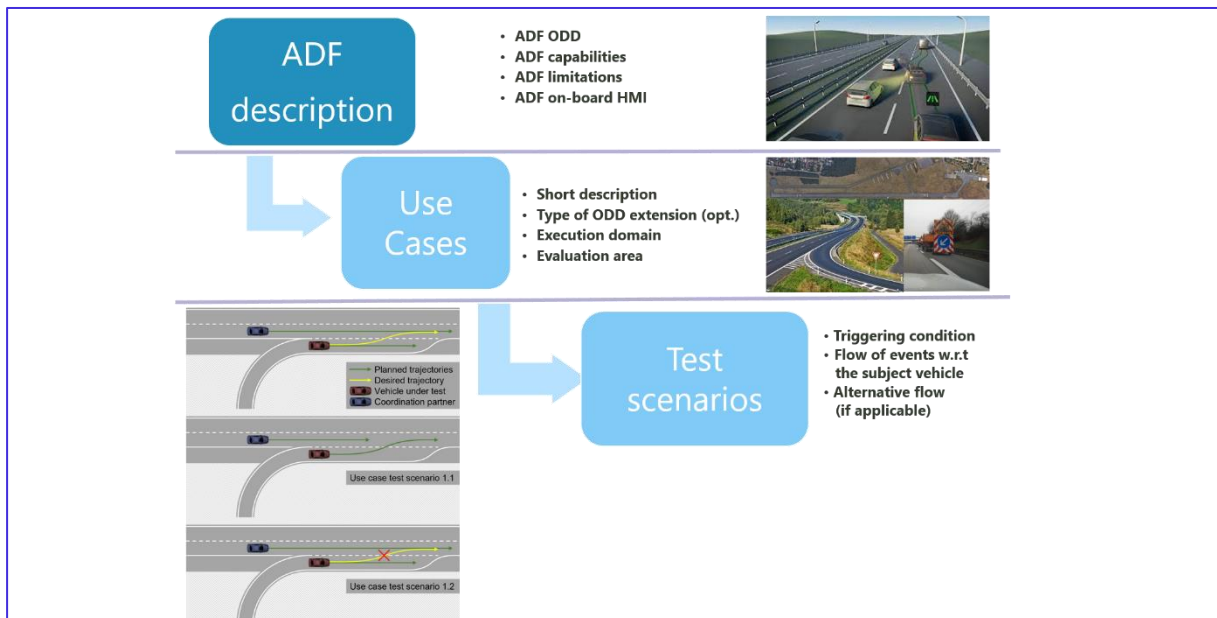 ADF
description
• ADF ODD
• ADF capabilities
• ADF limitations
• ADF on-board HMI
Use
Cases
• Short description
• Type of ODD extension (opt.)
• Execution domain
• Evaluation area
Test
scenarios
• Triggering condition
• Flow of events w.r.t
the subject vehicle
• Alternative flow
(if applicable)
Planned trajectories
Desired trajectory
Vehicle under test
Coordination partner
Use case test scenario 1.1
Use case test scenario 1.2